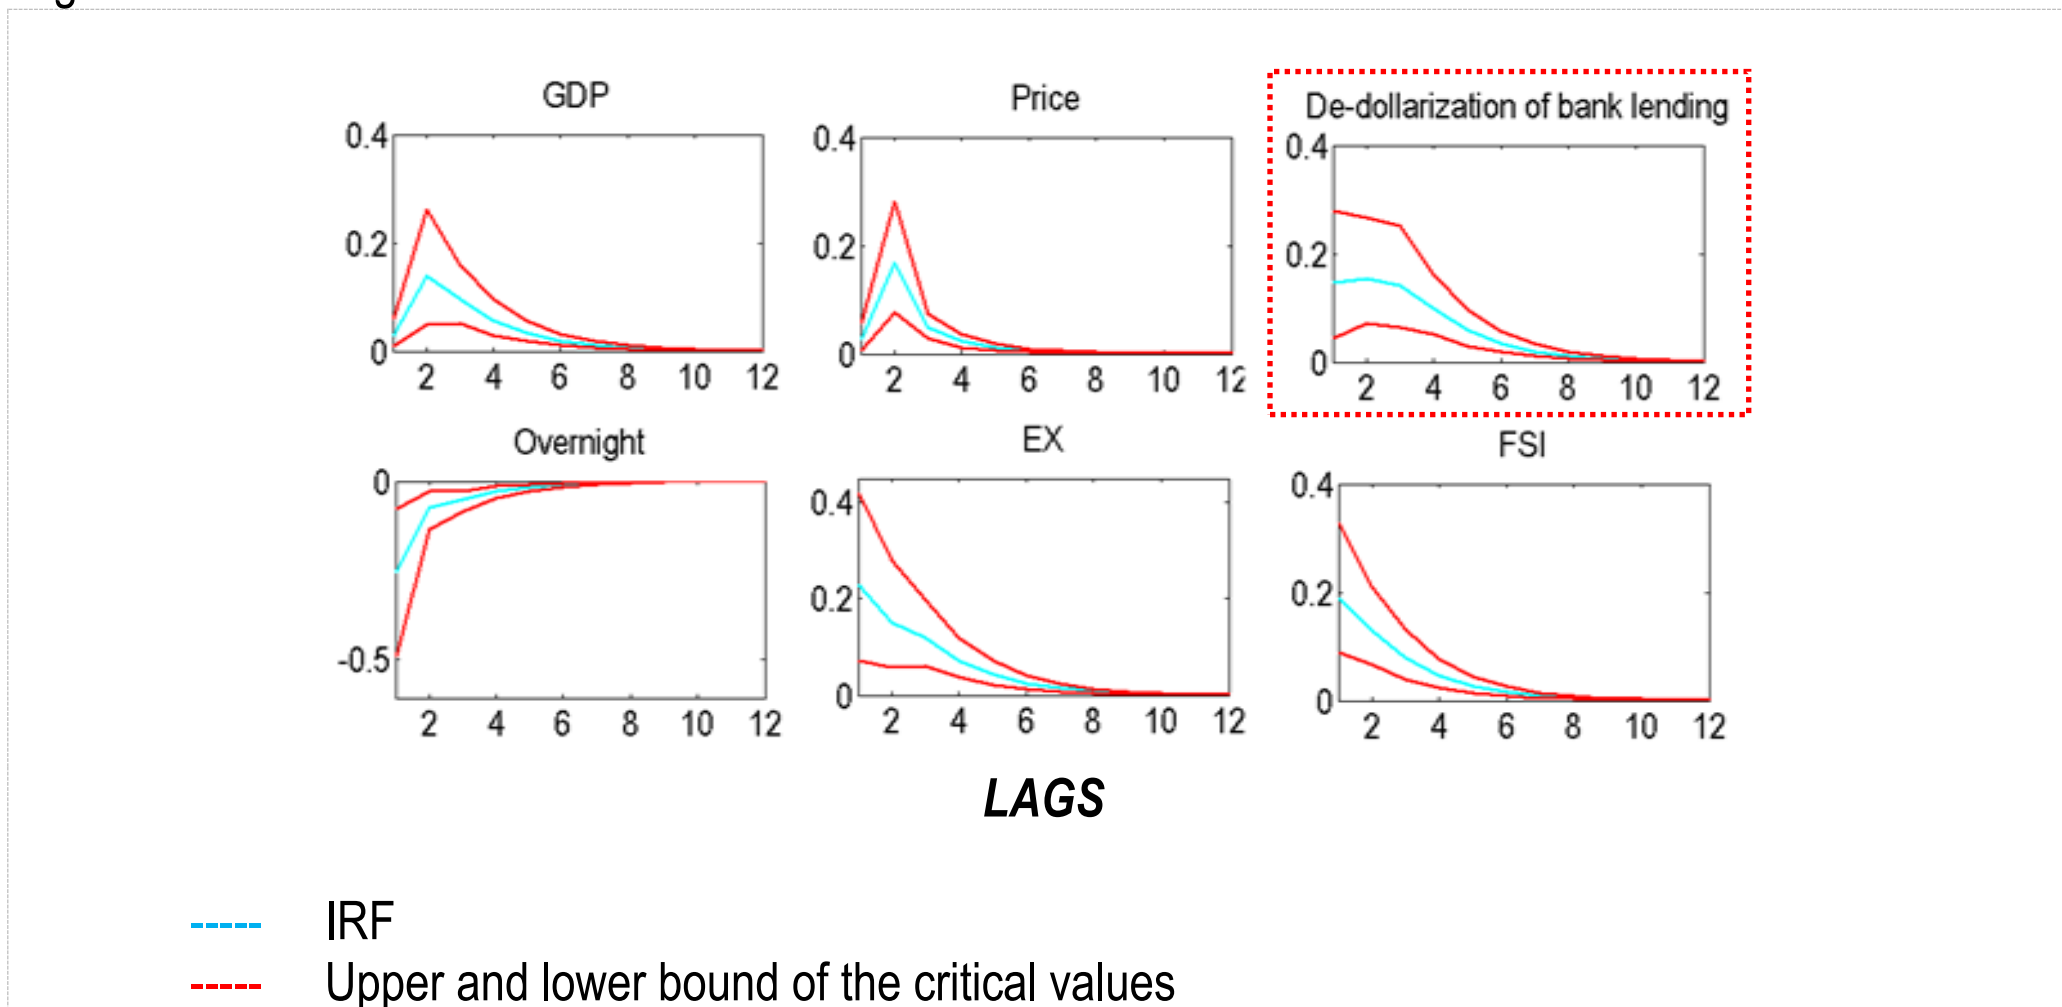 GDP
Price
De-dollarization of bank lending
0.4
0.2
0
2 4 6 8 10 12
0.4
0.2
0
2 4 6 8 10 12
0.4
0.2
0
2 4 6 8 10 12
Overnight
EX
FSI
0
-0.5
2 4 6 8 10 12
0.4
0.2
0
2 4 6 8 10 12
0.4
0.2
0
2 4 6 8 10 12
LAGS
IRF
Upper and lower bound of the critical values